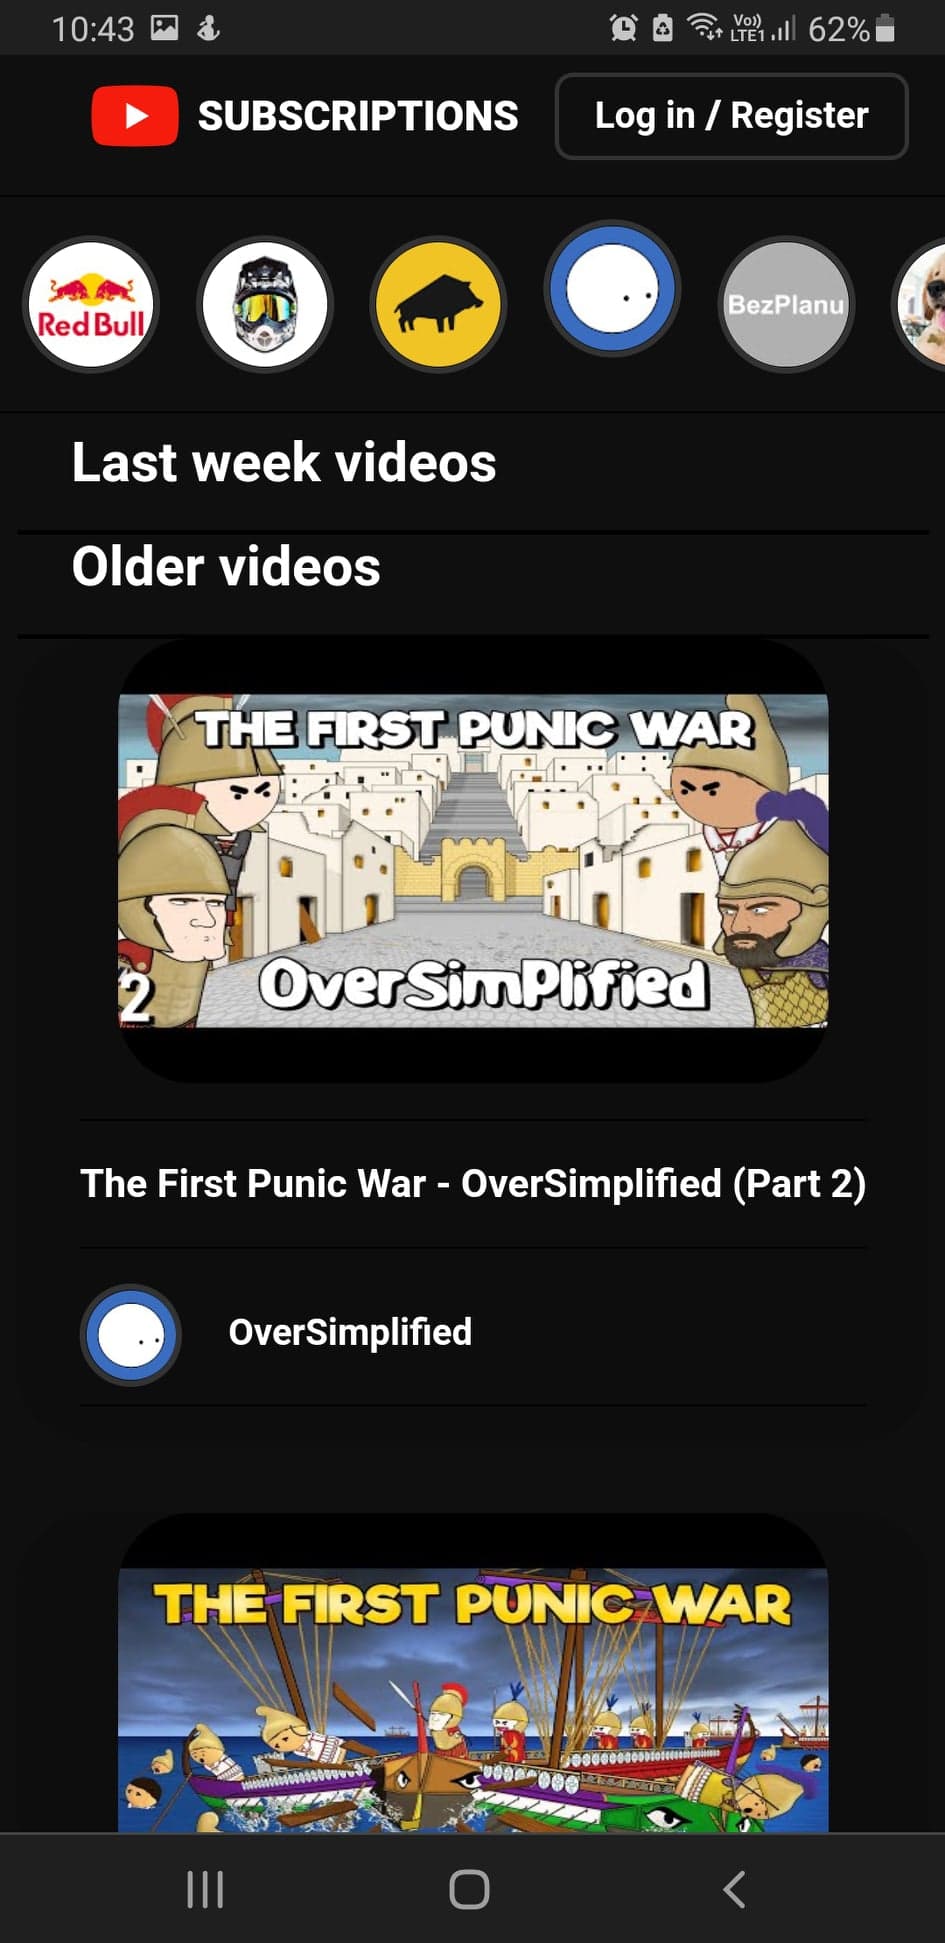 10:43
Vo))
LTE1
62%
SUBSCRIPTIONS
Log in / Register
Red Bull
BezPlanu
Last week videos
Older videos
THE FIRST PUNIC WAR
OverSimplified
2
The First Punic War - OverSimplified (Part 2)
OverSimplified
THE FIRST PUNIC WAR